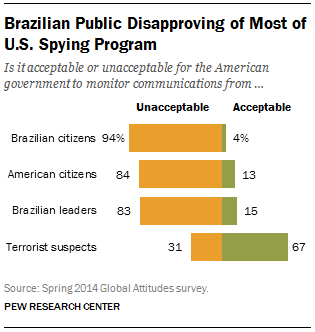 Brazilian Public Disapproving of Most of
U.S. Spying Program
Is it acceptable or unacceptable for the American
government to monitor communications from ...
Unacceptable Acceptable
Brazilian citizens 94% 4%
American citizens 84 13
Brazilian leaders 83 15
Terrorist suspects 31 67
Source: Spring 2014 Global Attitudes survey.
PEW RESEARCH CENTER